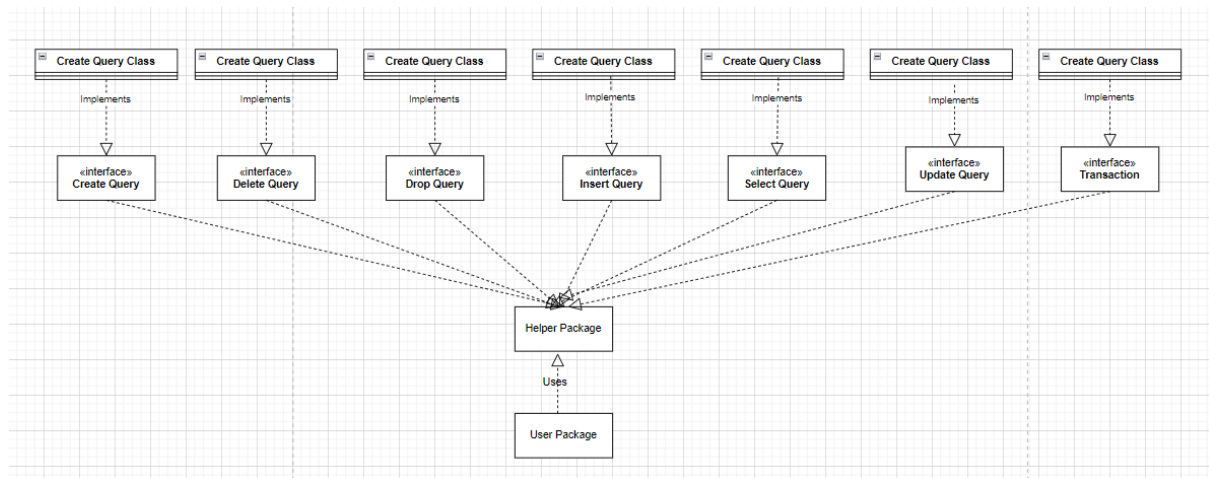 Create Query Class
Create Query Class
Create Query Class
Create Query Class
Create Query Class
Create Query Class
Create Query Class
Implements
Implements
Implements
Implements
Implements
Implements
Implements
«interface»
Create Query
«interface»
Delete Query
«interface»
Drop Query
«interface»
Insert Query
«interface»
Select Query
«interface»
Update Query
«interface»
Transaction
Helper Package
Uses
User Package